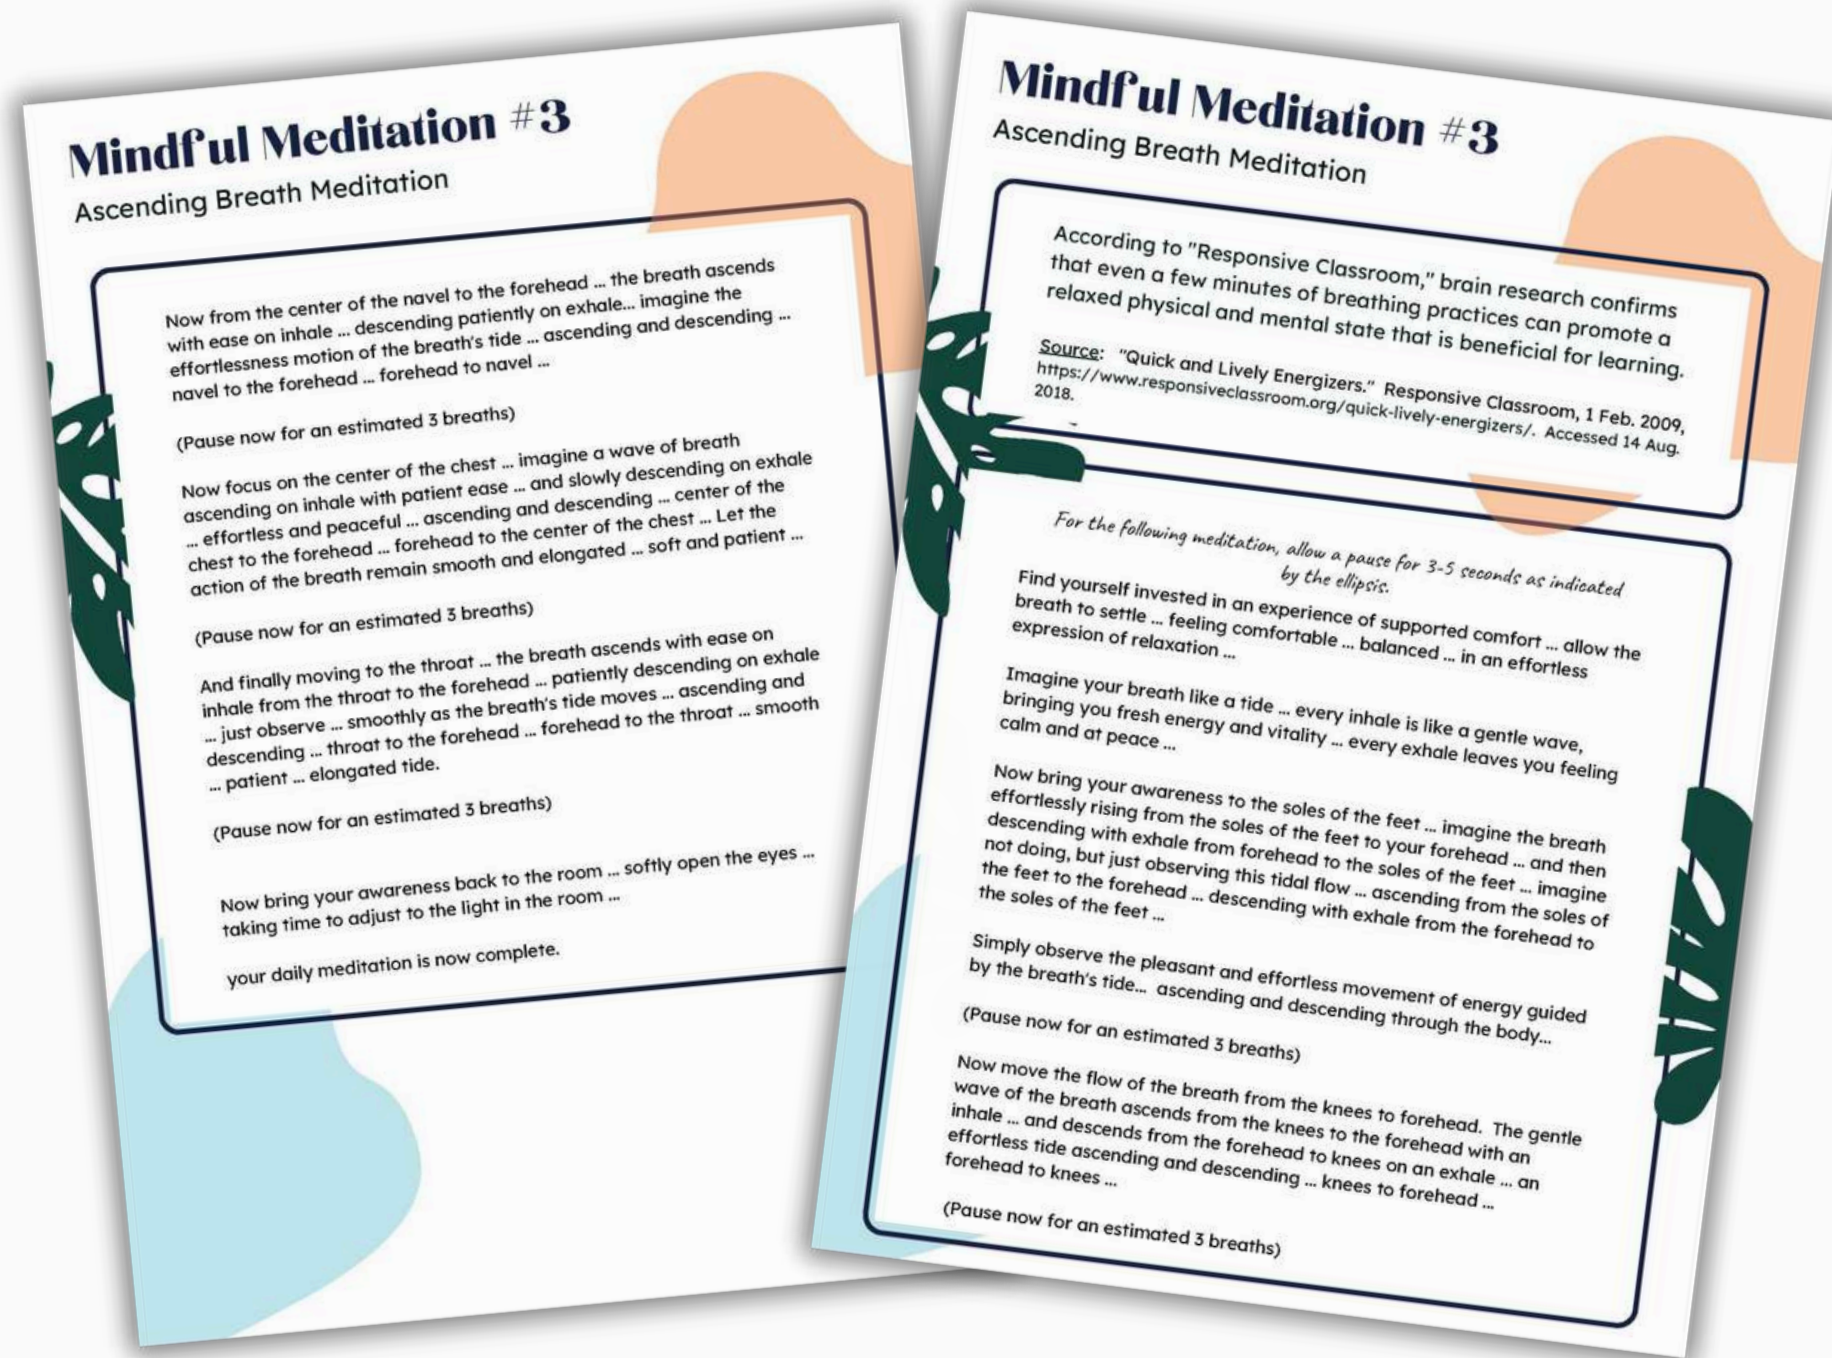 Mindful Meditation #3
Ascending Breath Meditation
Now from the center of the navel to the forehead ... the breath ascends
with ease on inhale ... descending patiently on exhale... imagine the
effortlessness motion of the breath's tide ... ascending and descending ...
navel to the forehead ... forehead to navel ...
(Pause now for an estimated 3 breaths)
Now focus on the center of the chest ... imagine a wave of breath
ascending on inhale with patient ease ... and slowly descending on exhale
... effortless and peaceful ... ascending and descending ... center of the
chest to the forehead ... forehead to the center of the chest ... Let the
action of the breath remain smooth and elongated ... soft and patient ...
(Pause now for an estimated 3 breaths)
And finally moving to the throat ... the breath ascends with ease on
inhale from the throat to the forehead ... patiently descending on exhale
... just observe ... smoothly as the breath's tide moves ... ascending and
descending ... throat to the forehead ... forehead to the throat ... smooth
... patient ... elongated tide.
(Pause now for an estimated 3 breaths)
Now bring your awareness back to the room ... softly open the eyes ...
taking time to adjust to the light in the room ...
your daily meditation is now complete.
Mindful Meditation #3
Ascending Breath Meditation
According to "Responsive Classroom," brain research confirms
that even a few minutes of breathing practices can promote a
relaxed physical and mental state that is beneficial for learning.
Source: "Quick and Lively Energizers." Responsive Classroom, 1 Feb. 2009,
https://www.responsiveclassroom.org/quick-lively-energizers/. Accessed 14 Aug.
2018.
For the following meditation, allow a pause for 3-5 seconds as indicated
by the ellipsis.
Find yourself invested in an experience of supported comfort ... allow the
breath to settle ... feeling comfortable ... balanced ... in an effortless
expression of relaxation ...
Imagine your breath like a tide ... every inhale is like a gentle wave,
bringing you fresh energy and vitality ... every exhale leaves you feeling
calm and at peace ...
Now bring your awareness to the soles of the feet ... imagine the breath
effortlessly rising from the soles of the feet to your forehead ... and then
descending with exhale from forehead to the soles of the feet ... imagine
not doing, but just observing this tidal flow ... ascending from the soles of
the feet to the forehead ... descending with exhale from the forehead to
the soles of the feet ...
Simply observe the pleasant and effortless movement of energy guided
by the breath's tide... ascending and descending through the body...
(Pause now for an estimated 3 breaths)
Now move the flow of the breath from the knees to forehead. The gentle
wave of the breath ascends from the knees to the forehead with an
inhale ... and descends from the forehead to knees on an exhale ... an
effortless tide ascending and descending ... knees to forehead ...
forehead to knees ...
(Pause now for an estimated 3 breaths)